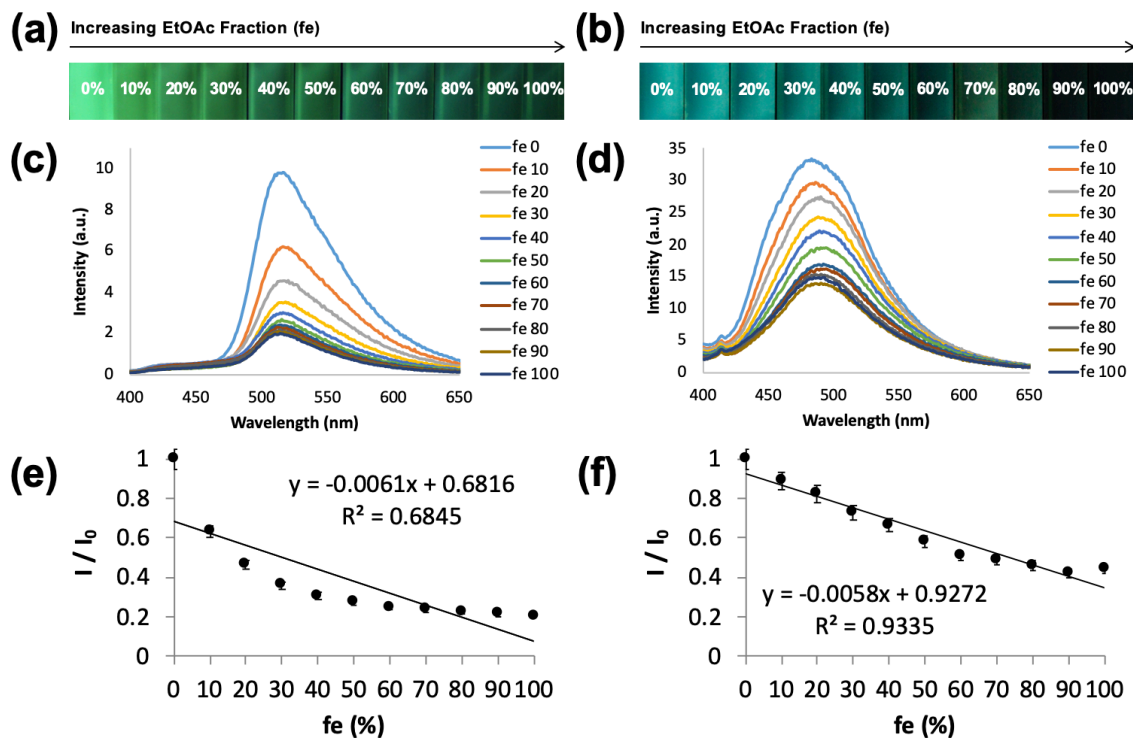 (a)
Increasing EtOAc Fraction (fe)
0% 10% 20% 30% 40% 50% 60% 70% 80% 90% 100%
(b)
Increasing EtOAc Fraction (fe)
0% 10% 20% 30% 40% 50% 60% 70% 80% 90% 100%
(c)
Intensity (a.u.)
10
8
6
4
2
0
400 450 500 550 600 650
Wavelength (nm)
fe 0
fe 10
fe 20
fe 30
fe 40
fe 50
fe 60
fe 70
fe 80
fe 90
fe 100
(d)
Intensity (a.u.)
35
30
25
20
15
10
5
0
400 450 500 550 600 650
Wavelength (nm)
fe 0
fe 10
fe 20
fe 30
fe 40
fe 50
fe 60
fe 70
fe 80
fe 90
fe 100
(e)
I / I0
1
0.8
0.6
0.4
0.2
0
y = -0.0061x + 0.6816
R² = 0.6845
0 10 20 30 40 50 60 70 80 90 100
fe (%)
(f)
I / I0
1
0.8
0.6
0.4
0.2
0
y = -0.0058x + 0.9272
R² = 0.9335
0 10 20 30 40 50 60 70 80 90 100
fe (%)